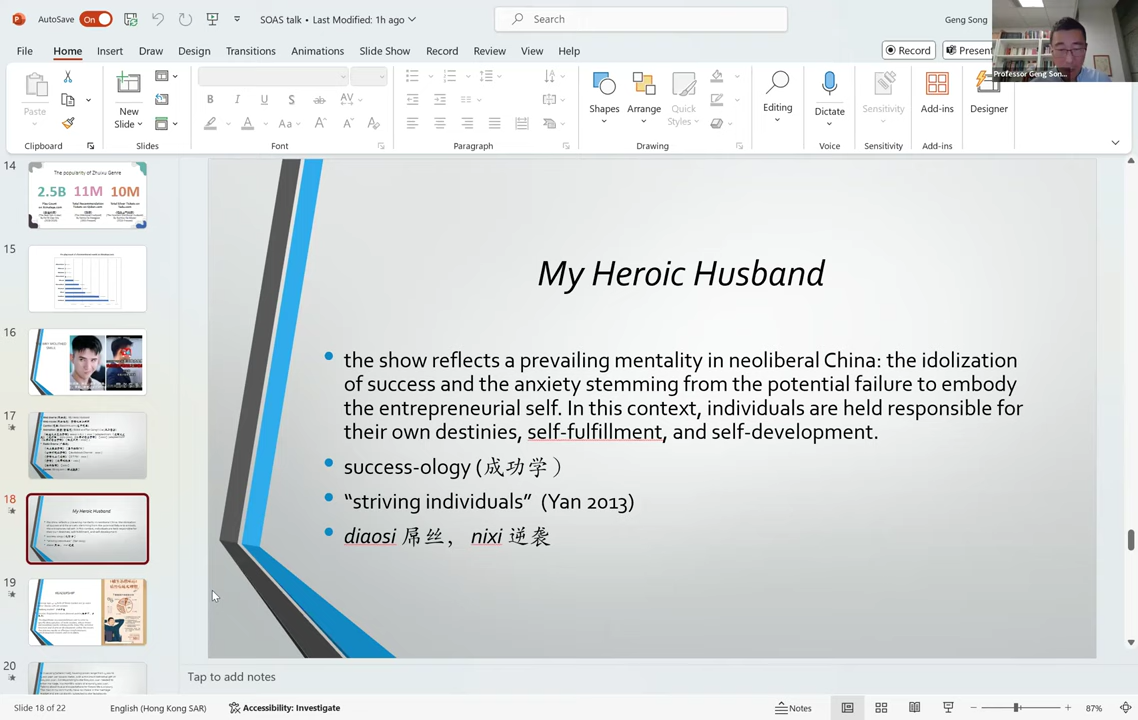 AutoSave
On
SOAS talk • Last Modified: 1h ago
Search
Geng Song
File
Home
Insert
Draw
Design
Transitions
Animations
Slide Show
Record
Review
View
Help
Record
Present
Professor Geng Son...
Paste
New
Slide
B I U S ab AV
Aa A A
Shapes
Arrange
Quick
Styles
Editing
Dictate
Sensitivity
Add-ins
Designer
Clipboard
Slides
Font
Paragraph
Drawing
Voice
Sensitivity
Add-ins
14
The popularity of Zhuixu Genre
2.5B 11M 10M
15
16
17
18
My Heroic Husband
19
20
My Heroic Husband
• the show reflects a prevailing mentality in neoliberal China: the idolization
of success and the anxiety stemming from the potential failure to embody
the entrepreneurial self. In this context, individuals are held responsible for
their own destinies, self-fulfillment, and self-development.
• success-ology (成功学）
• “striving individuals” (Yan 2013)
• diaosi 屌丝， nixi 逆袭
Tap to add notes
Slide 18 of 22
English (Hong Kong SAR)
Accessibility: Investigate
Notes
87%